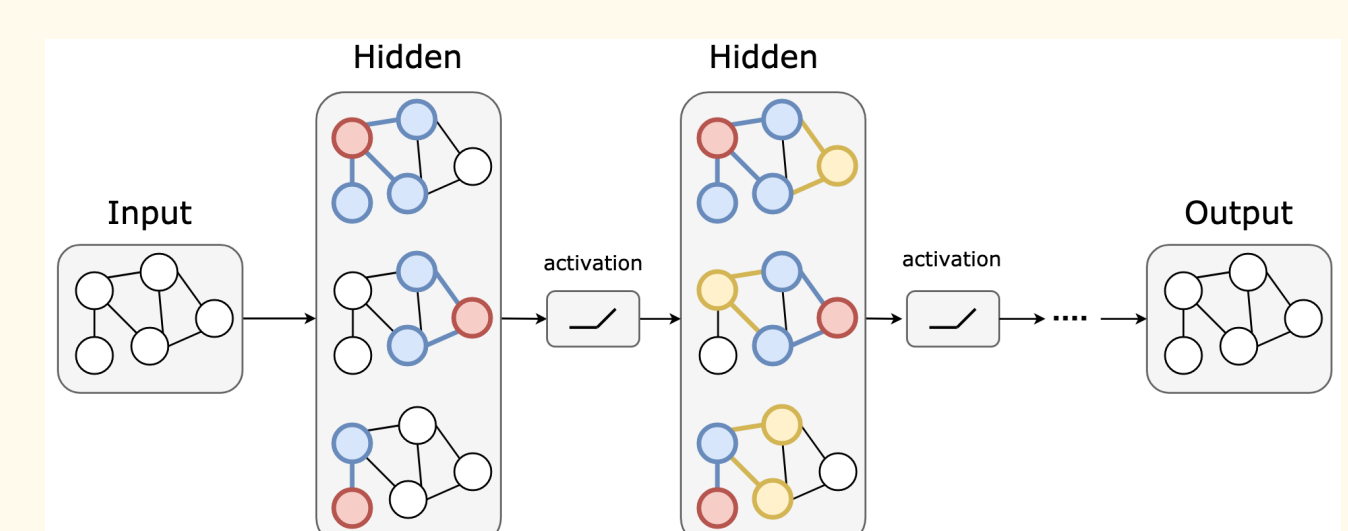 Hidden
Hidden
Input
Output
activation
activation
....